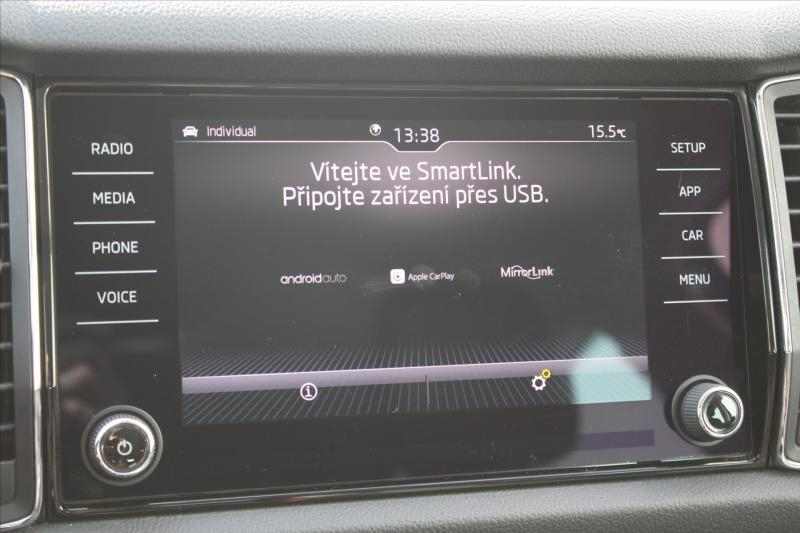 Individual 13:38 15.5°C
RADIO
MEDIA
PHONE
VOICE
Vítejte ve SmartLink.
Připojte zařízení přes USB.
androidauto Apple CarPlay MirrorLink
SETUP
APP
CAR
MENU